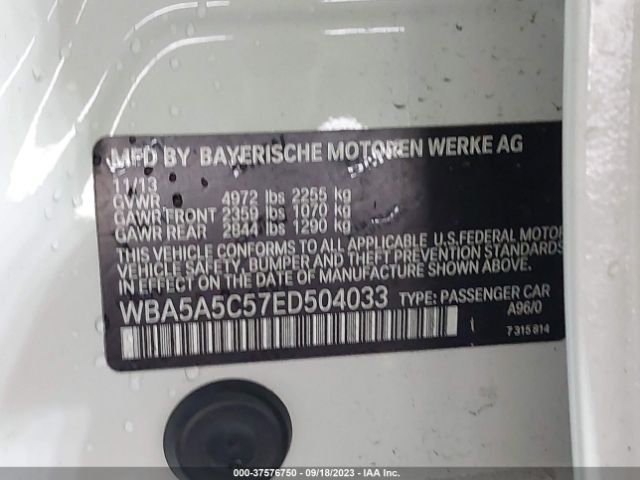 MFD BY BAYERISCHE MOTOREN WERKE AG
11/13
GVWR 4972 lbs 2255 kg
GAWR FRONT 2359 lbs 1070 kg
GAWR REAR 2844 lbs 1290 kg
THIS VEHICLE CONFORMS TO ALL APPLICABLE U.S.FEDERAL MOTOR
VEHICLE SAFETY, BUMPER AND THEFT PREVENTION STANDARDS
IN EFFECT ON THE DATE OF MANUFACTURE SHOWN ABOVE.
WBA5A5C57ED504033 TYPE: PASSENGER CAR
A96/0
7315814
000-37576750 - 09/18/2023 - IAA Inc.